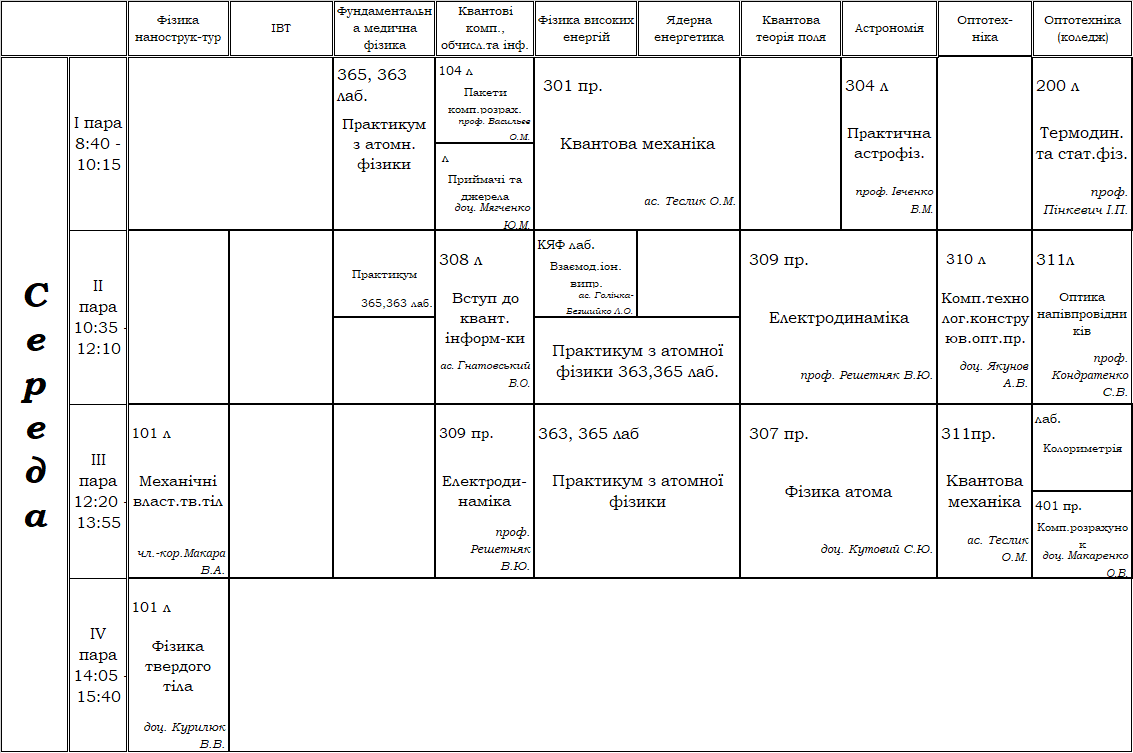 Фізика
нанострук-тур
ІВТ
Фундаментальн
а медична
фізика
Квантові
комп.,
обчисл.та інф.
Фізика високих
енергій
Ядерна
енергетика
Квантова
теорія поля
Астрономія
Оптотех-
ніка
Оптотехніка
(коледж)
Середа
І пара
8:40 -
10:15
365, 363
лаб.
Практикум
з атомн.
фізики
104 л
Пакети
комп.розрах.
проф. Васильєв
О.М.
л
Приймачі та
джерела
доц. Мягченко
Ю.М.
301 пр.
Квантова механіка
ас. Теслик О.М.
304 л
Практична
астрофіз.
проф. Івченко
В.М.
200 л
Термодин.
та стат.фіз.
проф.
Пінкевич І.П.
ІІ
пара
10:35 -
12:10
Практикум
365,363 лаб.
308 л
Вступ до
квант.
інформ-ки
ас. Гнатовський
В.О.
КЯФ лаб.
Взаємод.іон.
випр.
ас. Голінка-
Безшийко Л.О.
Практикум з атомної
фізики 363,365 лаб.
309 пр.
Електродинаміка
проф. Решетняк В.Ю.
310 л
Комп.техно
лог.констру
юв.опт.пр.
доц. Якунов
А.В.
311л
Оптика
напівпровідни
ків
проф.
Кондратенко
С.В.
ІІІ
пара
12:20 -
13:55
101 л
Механічні
власт.тв.тіл
чл.-кор.Макара
В.А.
309 пр.
Електроди-
наміка
проф.
Решетняк
В.Ю.
363, 365 лаб
Практикум з атомної
фізики
307 пр.
Фізика атома
доц. Кутовий С.Ю.
311пр.
Квантова
механіка
ас. Теслик
О.М.
лаб.
Колориметрія
401 пр.
Комп.розрахуно
к
доц. Макаренко
О.В.
IV
пара
14:05 -
15:40
101 л
Фізика
твердого
тіла
доц. Курилюк
В.В.